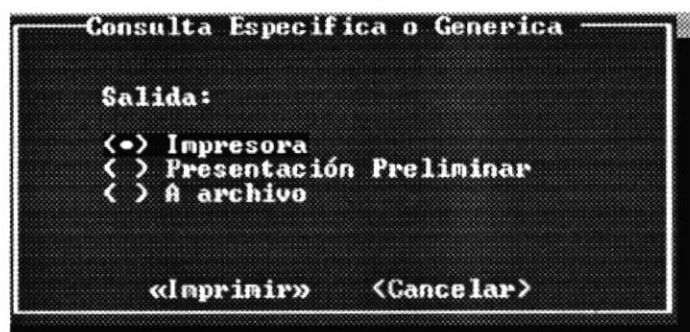 Consulta Especifica o Generica
Salida:
(•) Impresora
( ) Presentación Preliminar
( ) A archivo
«Imprimir» <Cancelar>